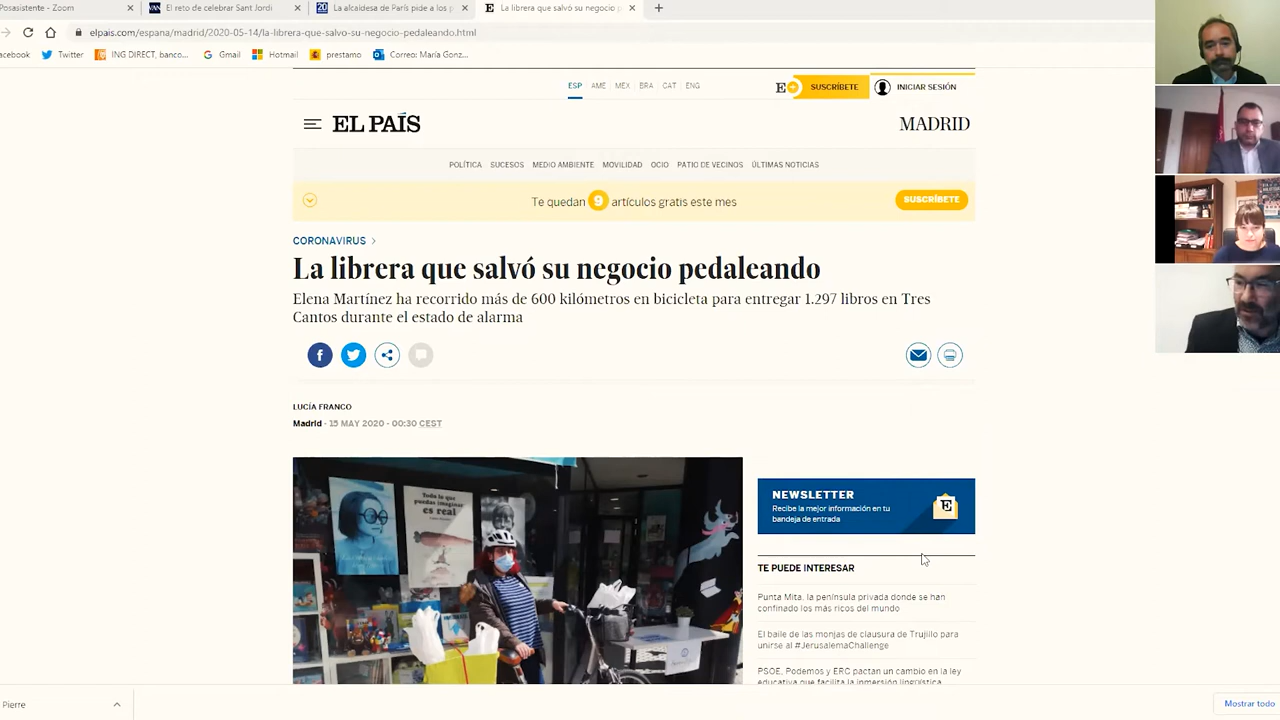 Posasistente - Zoom
El reto de celebrar Sant Jordi
La alcaldesa de París pide a los p
La librera que salvó su negocio p
elpais.com/espana/madrid/2020-05-14/la-librera-que-salvo-su-negocio-pedaleando.html
acebook
Twitter
ING DIRECT, banco...
Gmail
Hotmail
prestamo
Correo: María Gonz...
ESP
AME
MEX
BRA
CAT
ENG
E+
SUSCRÍBETE
INICIAR SESIÓN
EL PAÍS
MADRID
POLÍTICA
SUCESOS
MEDIO AMBIENTE
MOVILIDAD
OCIO
PATIO DE VECINOS
ÚLTIMAS NOTICIAS
Te quedan 9 artículos gratis este mes
SUSCRÍBETE
CORONAVIRUS
La librera que salvó su negocio pedaleando
Elena Martínez ha recorrido más de 600 kilómetros en bicicleta para entregar 1.297 libros en Tres
Cantos durante el estado de alarma
LUCÍA FRANCO
Madrid - 15 MAY 2020 - 00:30 CEST
Todo lo que
puedas imaginar
es real
NEWSLETTER
Recibe la mejor información en tu
bandeja de entrada
TE PUEDE INTERESAR
Punta Mita, la península privada donde se han
confinado los más ricos del mundo
El baile de las monjas de clausura de Trujillo para
unirse al #JerusalemaChallenge
PSOE, Podemos y ERC pactan un cambio en la ley
educativa que facilita la inmersión lingüística
Pierre
Mostrar todo